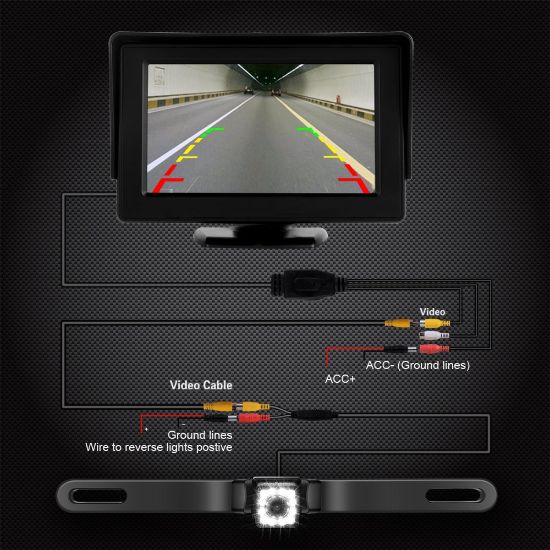 Video
ACC- (Ground lines)
ACC+
Video Cable
+ -
Ground lines
Wire to reverse lights postive